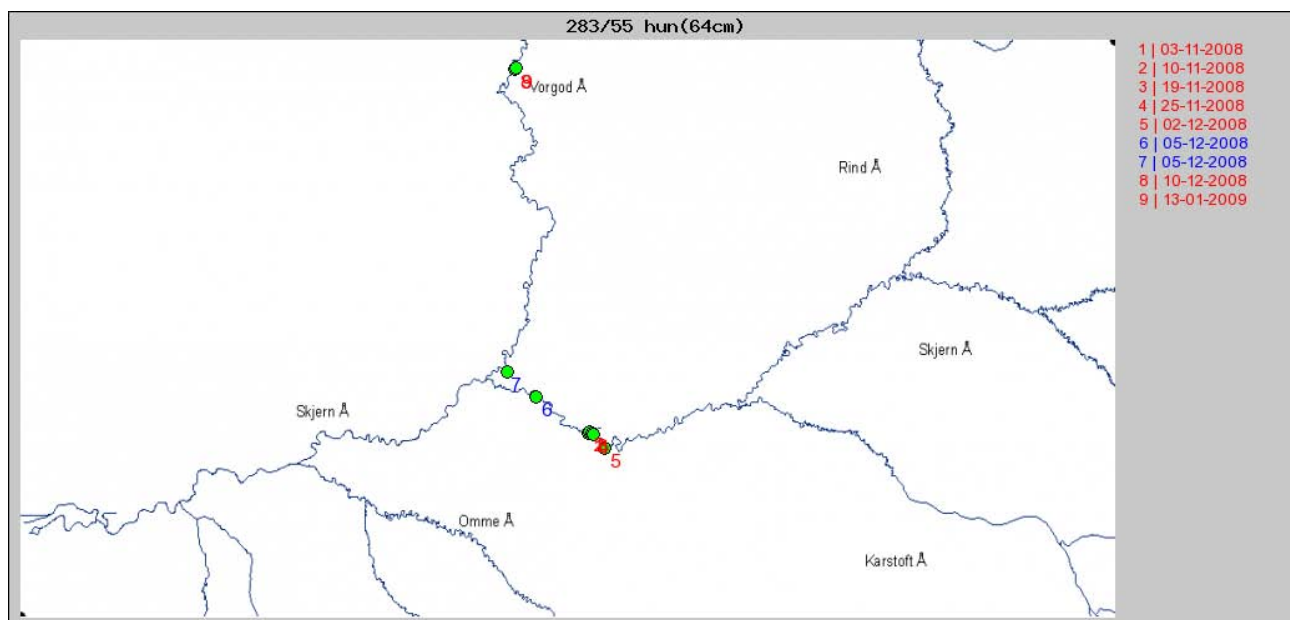 283/55 hun(64cm)
1 | 03-11-2008
2 | 10-11-2008
3 | 19-11-2008
4 | 25-11-2008
5 | 02-12-2008
6 | 05-12-2008
7 | 05-12-2008
8 | 10-12-2008
9 | 13-01-2009
9
Vorgod Å
Rind Å
Skjern Å
7
6
Skjern Å
5
Omme Å
Karstoft Å